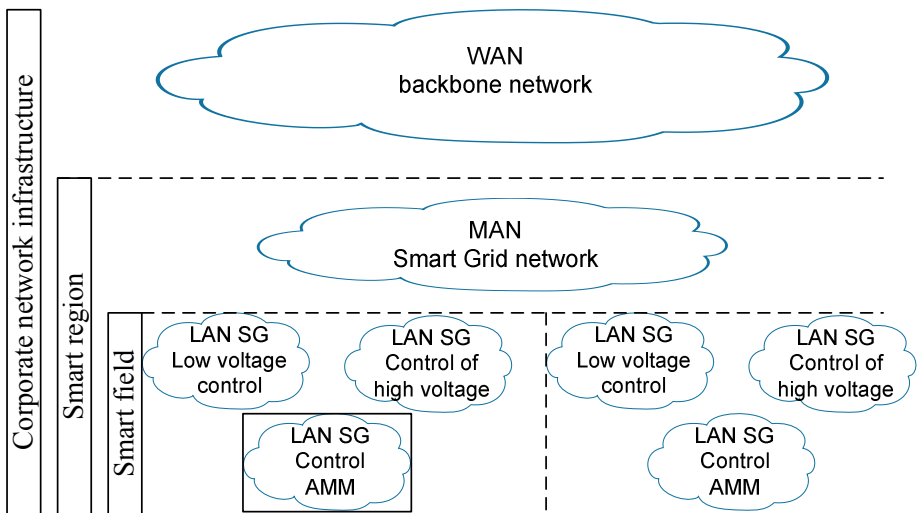 Corporate network infrastructure
Smart region
Smart field
WAN
backbone network
MAN
Smart Grid network
LAN SG
Low voltage
control
LAN SG
Control of
high voltage
LAN SG
Control
AMM
LAN SG
Low voltage
control
LAN SG
Control of
high voltage
LAN SG
Control
AMM